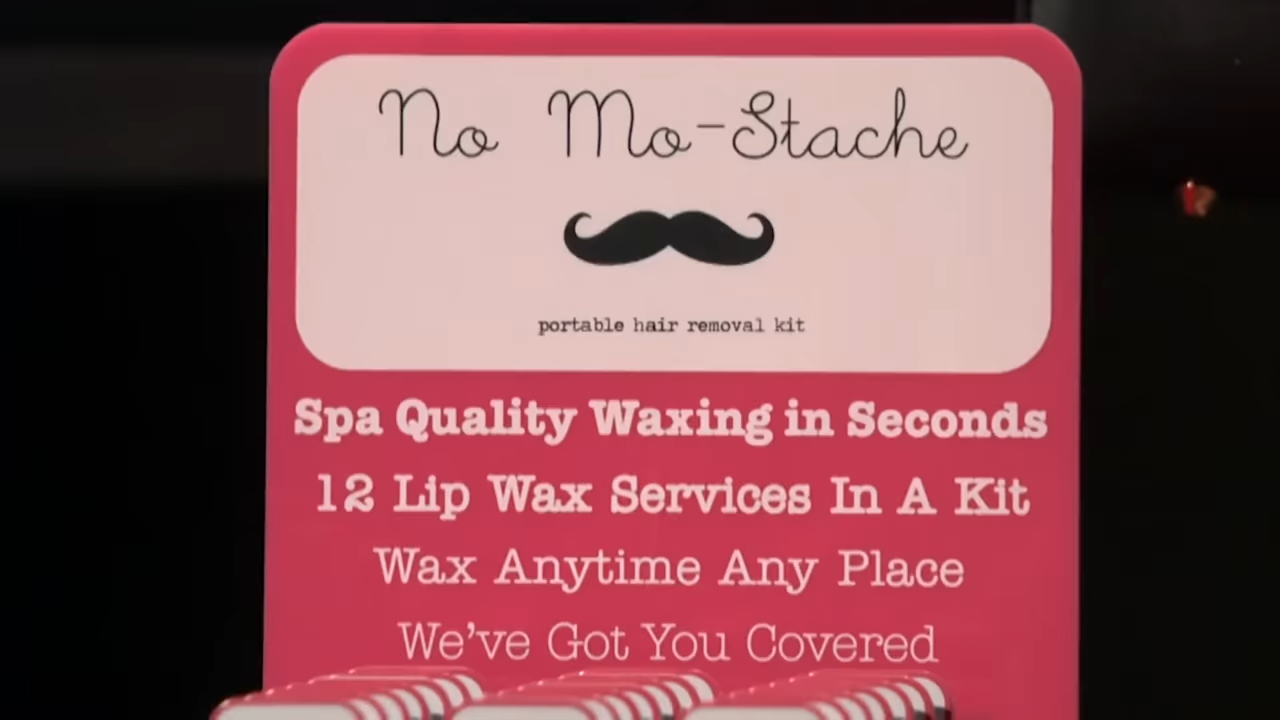 No Mo-Stache
portable hair removal kit
Spa Quality Waxing in Seconds
12 Lip Wax Services In A Kit
Wax Anytime Any Place
We've Got You Covered